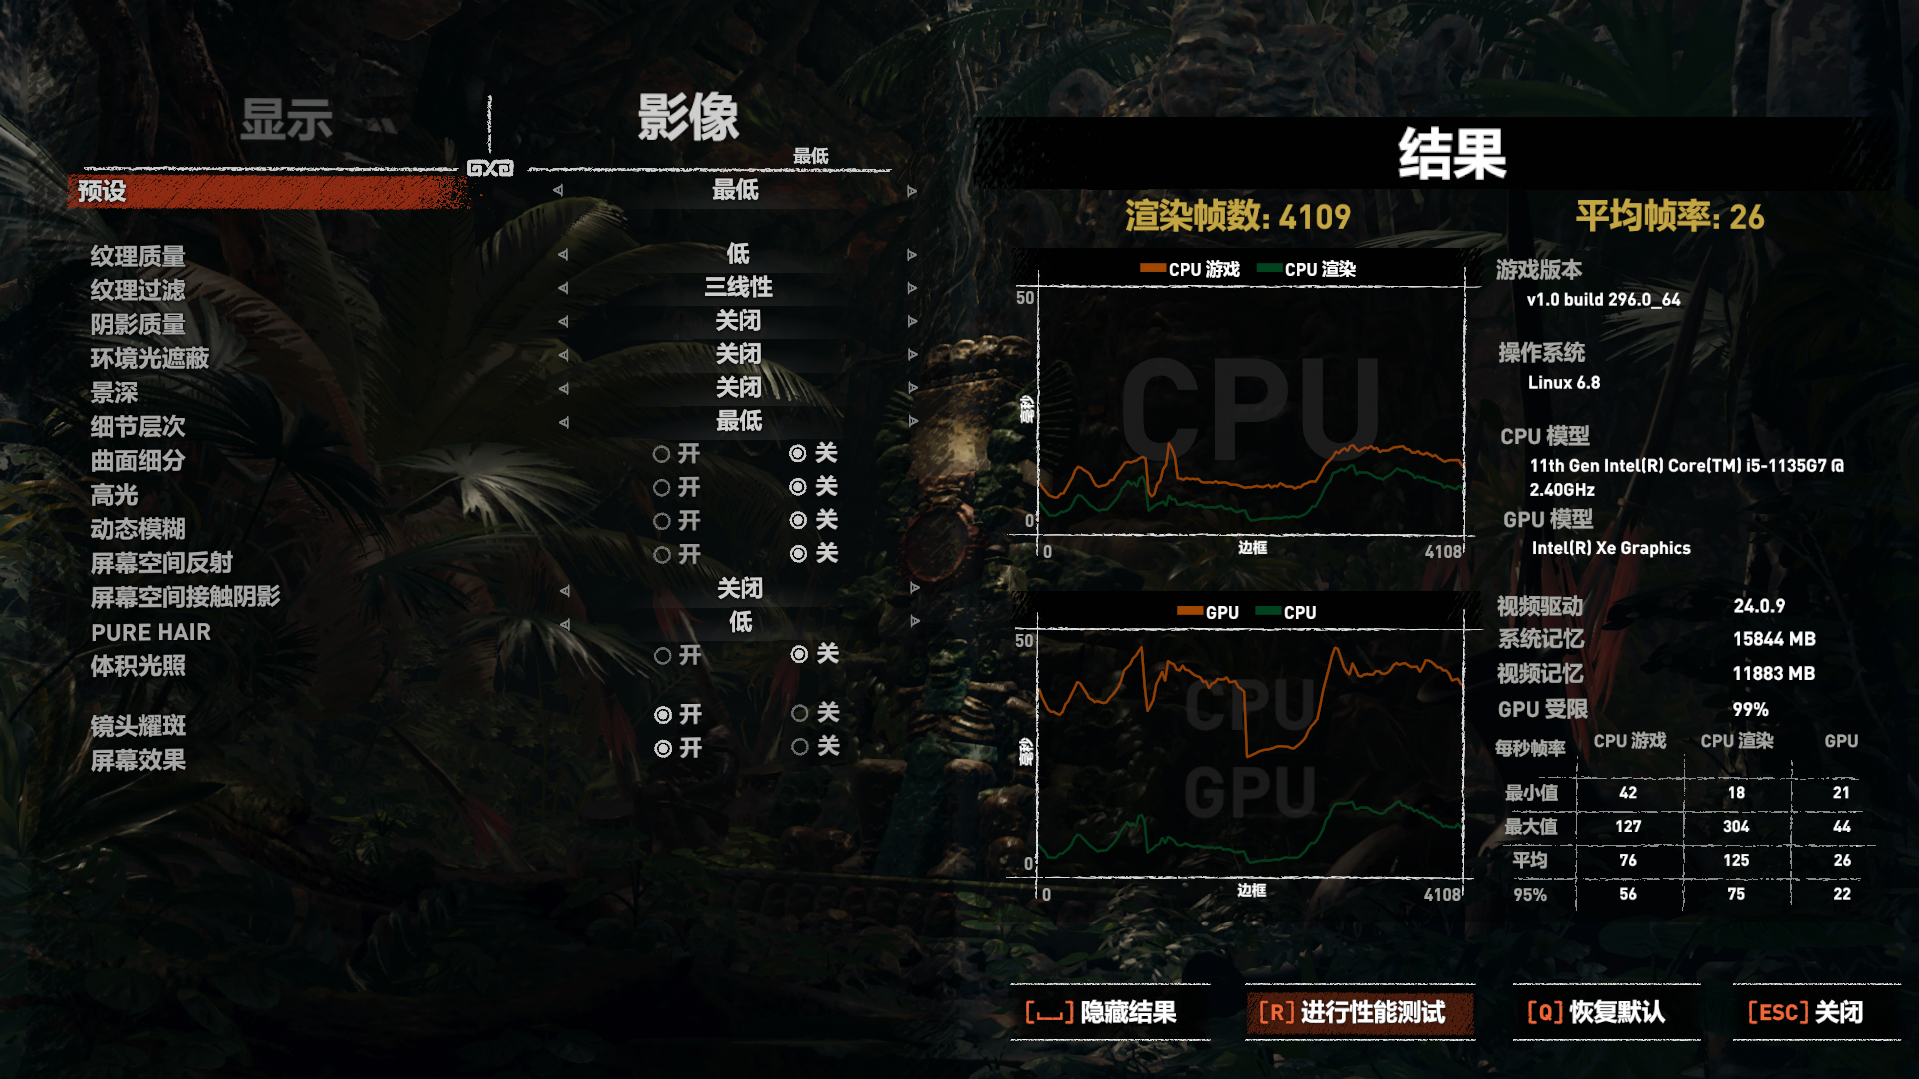 显示
影像
最低
预设
最低
纹理质量
低
纹理过滤
三线性
阴影质量
关闭
环境光遮蔽
关闭
景深
关闭
细节层次
最低
曲面细分
开 关
高光
开 关
动态模糊
开 关
屏幕空间反射
开 关
屏幕空间接触阴影
关闭
PURE HAIR
低
体积光照
开 关
镜头耀斑
开 关
屏幕效果
开 关
结果
渲染帧数: 4109
平均帧率: 26
CPU 游戏 CPU 渲染
CPU
50
毫秒
0
0 边框 4108
GPU CPU
CPU
GPU
50
毫秒
0
0 边框 4108
游戏版本
v1.0 build 296.0_64
操作系统
Linux 6.8
CPU 模型
11th Gen Intel(R) Core(TM) i5-1135G7 @
2.40GHz
GPU 模型
Intel(R) Xe Graphics
视频驱动 24.0.9
系统记忆 15844 MB
视频记忆 11883 MB
GPU 受限 99%
每秒帧率 CPU 游戏 CPU 渲染 GPU
最小值 42 18 21
最大值 127 304 44
平均 76 125 26
95% 56 75 22
[⎵] 隐藏结果
[R] 进行性能测试
[Q] 恢复默认
[ESC] 关闭